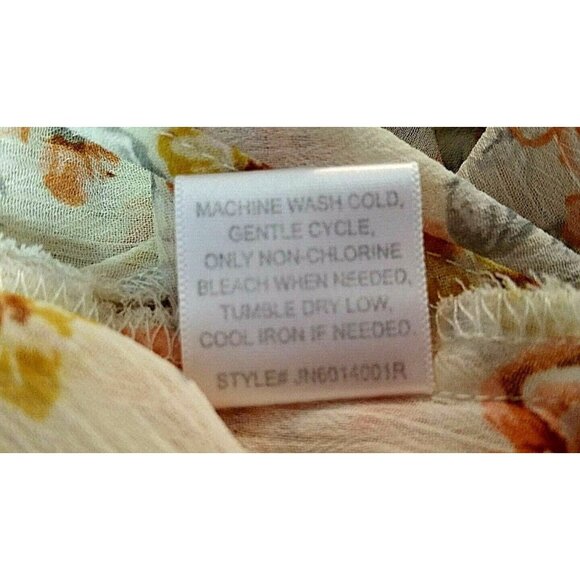 MACHINE WASH COLD,
GENTLE CYCLE,
ONLY NON-CHLORINE
BLEACH WHEN NEEDED,
TUMBLE DRY LOW,
COOL IRON IF NEEDED
STYLE# JN6014001R